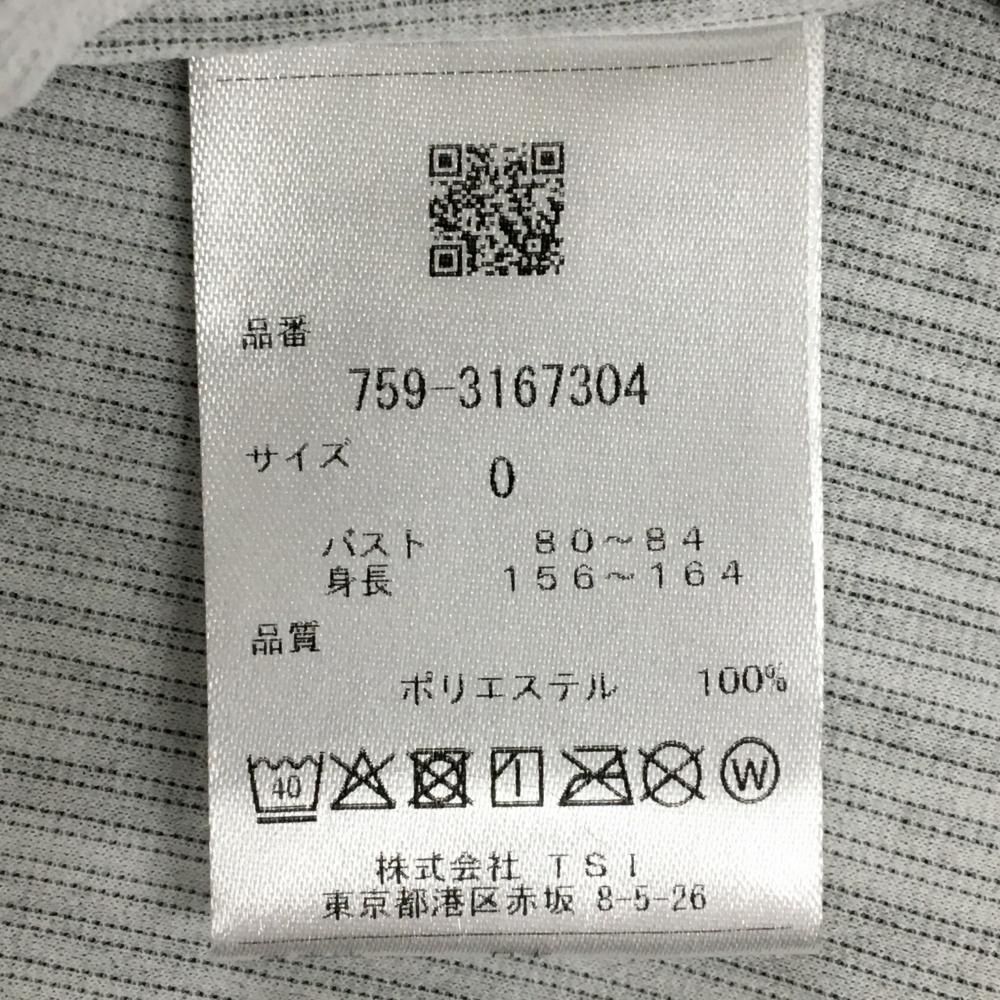 品番
759-3167304
サイズ
0
バスト 80~84
身長 156~164
品質
ポリエステル 100%
40
W
株式会社 TSI
東京都港区赤坂 8-5-26